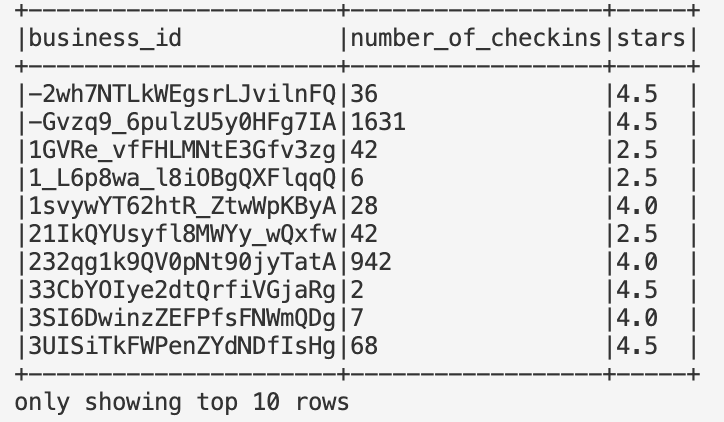 +----------------------+------------------+-----+
|business_id           |number_of_checkins|stars|
+----------------------+------------------+-----+
|-2wh7NTLkWEgsrLJvilnFQ|36                |4.5  |
|-Gvzq9_6pulzU5y0HFg7IA|1631              |4.5  |
|1GVRe_vfFHLMNtE3Gfv3zg|42                |2.5  |
|1_L6p8wa_l8iOBgQXFlqqQ|6                 |2.5  |
|1svywYT62htR_ZtwWpKByA|28                |4.0  |
|21IkQYUsyfl8MWYy_wQxfw|42                |2.5  |
|232qg1k9QV0pNt90jyTatA|942               |4.0  |
|33CbYOIye2dtQrfiVGjaRg|2                 |4.5  |
|3SI6DwinzZEFPfsFNWmQDg|7                 |4.0  |
|3UISiTkFWPenZYdNDfIsHg|68                |4.5  |
+----------------------+------------------+-----+
only showing top 10 rows